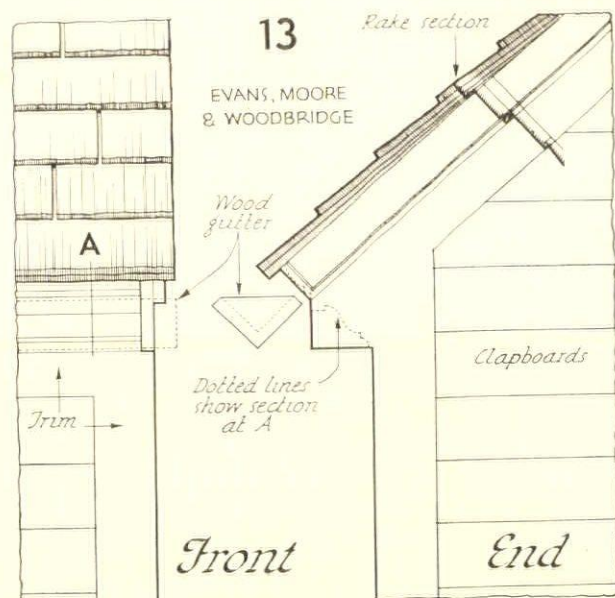 13
Rake section
EVANS, MOORE
& WOODBRIDGE
Wood
gutter
A
Clapboards
Dotted lines
show section
at A
Trim
Front
End